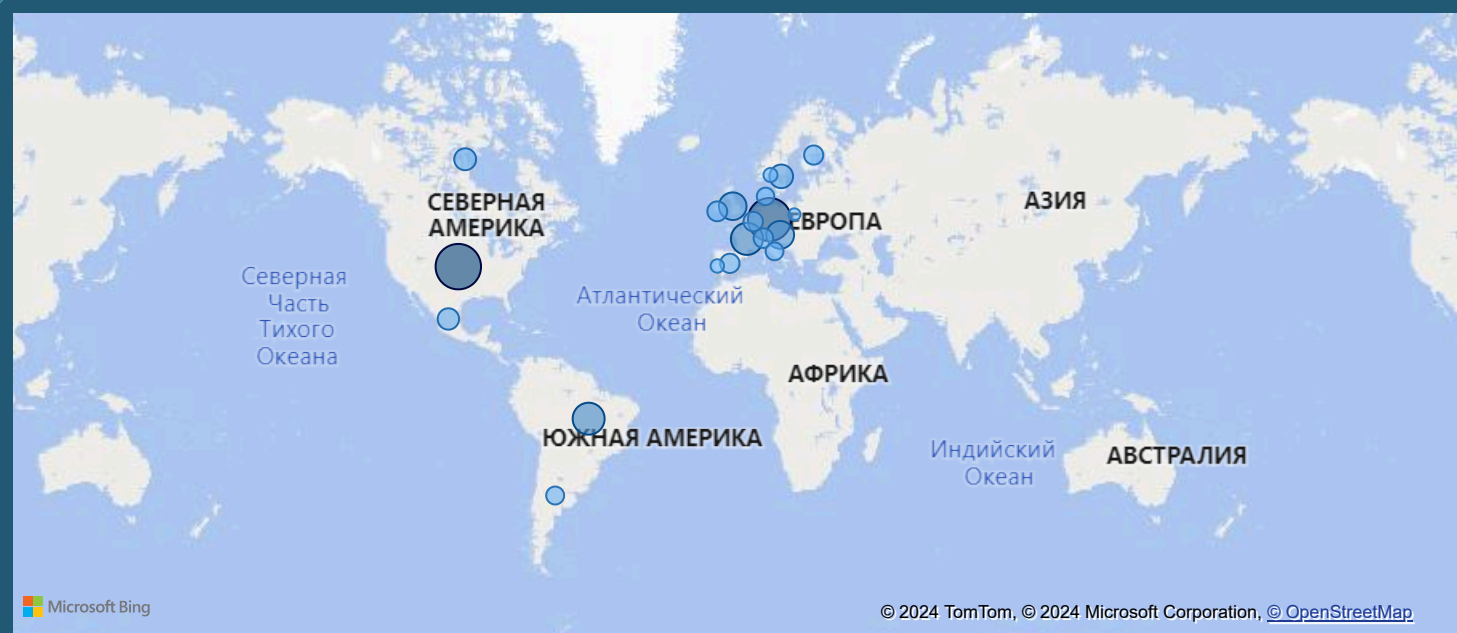 СЕВЕРНАЯ
АМЕРИКА
АЗИЯ
ЕВРОПА
Северная
Часть
Тихого
Океана
Атлантический
Океан
АФРИКА
ЮЖНАЯ АМЕРИКА
Индийский
Океан
АВСТРАЛИЯ
Microsoft Bing
© 2024 TomTom, © 2024 Microsoft Corporation, © OpenStreetMap